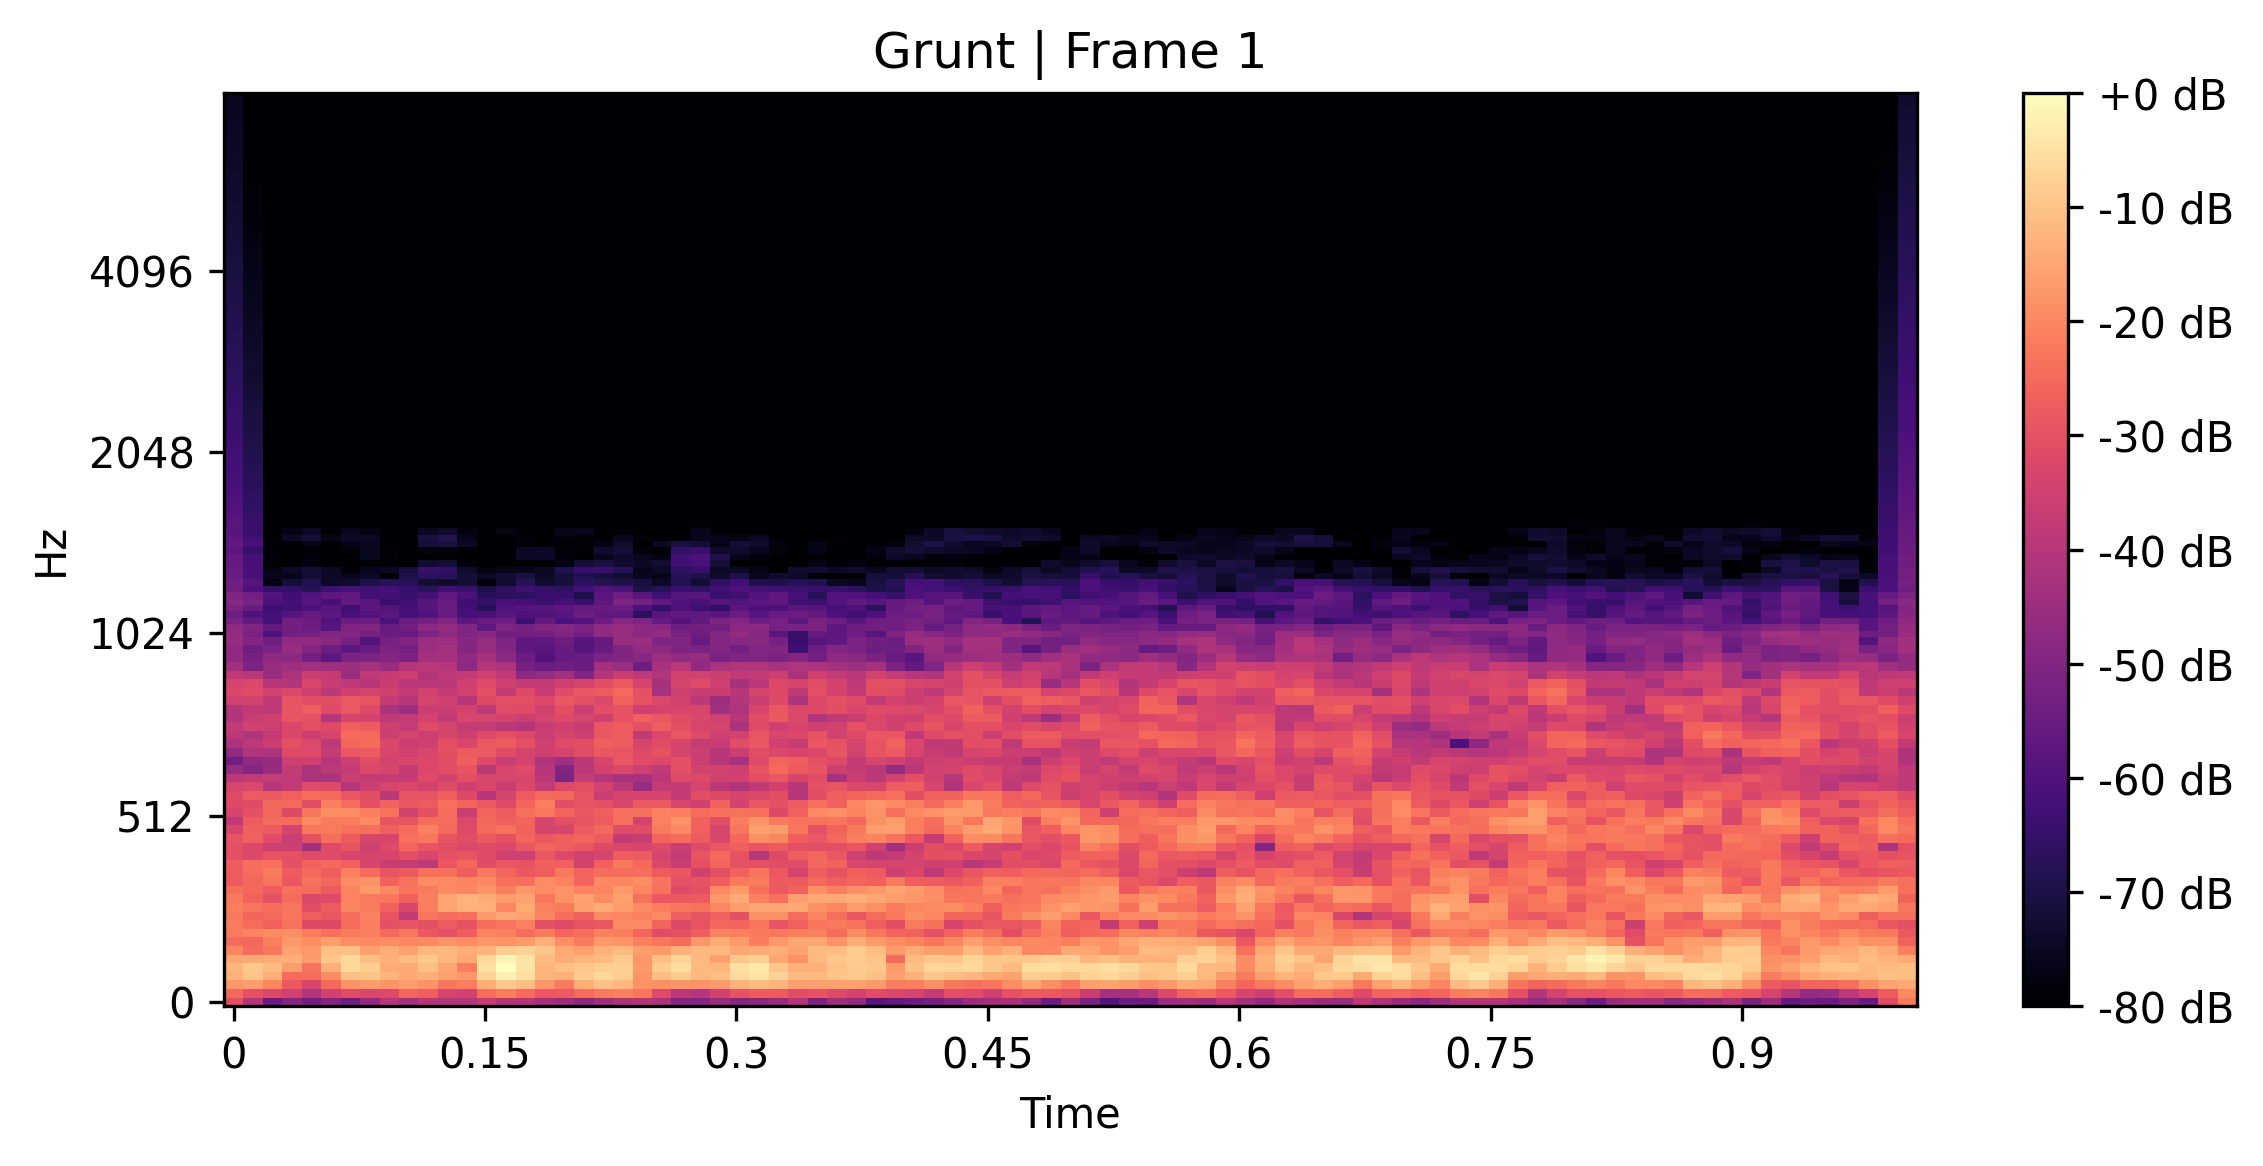 Grunt | Frame 1
Hz
4096
2048
1024
512
0
0 0.15 0.3 0.45 0.6 0.75 0.9
Time
+0 dB
-10 dB
-20 dB
-30 dB
-40 dB
-50 dB
-60 dB
-70 dB
-80 dB